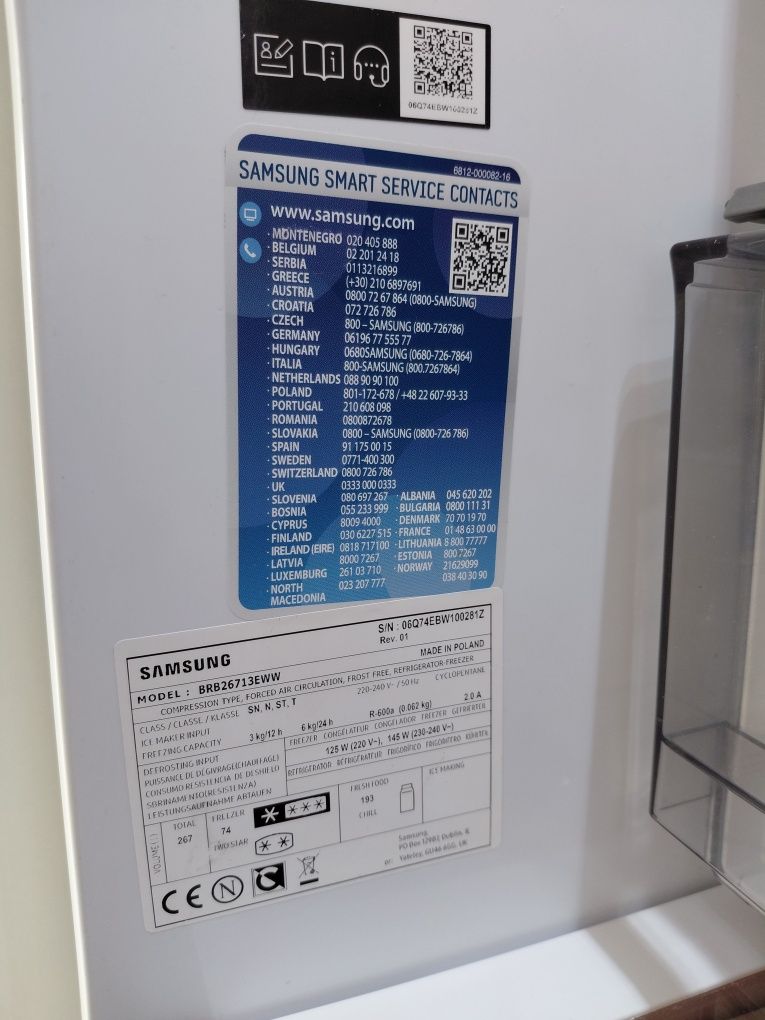 06Q74EBW100281Z
6812-000082-16
SAMSUNG SMART SERVICE CONTACTS
www.samsung.com
· MONTENEGRO 020 405 888
· BELGIUM 02 201 24 18
· SERBIA 0113216899
· GREECE (+30) 210 6897691
· AUSTRIA 0800 72 67 864 (0800-SAMSUNG)
· CROATIA 072 726 786
· CZECH 800 – SAMSUNG (800-726786)
· GERMANY 06196 77 555 77
· HUNGARY 0680SAMSUNG (0680-726-7864)
· ITALIA 800-SAMSUNG (800.7267864)
· NETHERLANDS 088 90 90 100
· POLAND 801-172-678 / +48 22 607-93-33
· PORTUGAL 210 608 098
· ROMANIA 0800872678
· SLOVAKIA 0800 – SAMSUNG (0800-726 786)
· SPAIN 91 175 00 15
· SWEDEN 0771-400 300
· SWITZERLAND 0800 726 786
· UK 0333 000 0333
· SLOVENIA 080 697 267 · ALBANIA 045 620 202
· BOSNIA 055 233 999 · BULGARIA 0800 111 31
· CYPRUS 8009 4000 · DENMARK 70 70 19 70
· FINLAND 030 6227 515 · FRANCE 01 48 63 00 00
· IRELAND (EIRE) 0818 717100 · LITHUANIA 8 800 77777
· LATVIA 8000 7267 · ESTONIA 800 7267
· LUXEMBURG 261 03 710 · NORWAY 21629099
· NORTH MACEDONIA 023 207 777 038 40 30 90
S/N : 06Q74EBW100281Z
Rev. 01
SAMSUNG
MADE IN POLAND
MODEL : BRB26713EWW
COMPRESSION TYPE, FORCED AIR CIRCULATION, FROST FREE, REFRIGERATOR-FREEZER
220-240 V~ / 50 Hz CYCLOPENTANE
CLASS / CLASSE / KLASSE SN, N, ST, T
R-600a (0.062 kg) 2.0 A
ICE MAKER INPUT
FREEZING CAPACITY 3 kg/12 h 6 kg/24 h
FREEZER CONGÉLATEUR CONGELADOR FREEZER GEFRIERTEIL
DEFROSTING INPUT 125 W (220 V~), 145 W (230-240 V~)
PUISSANCE DE DÉGIVRAGE(CHAUFFAGE)
CONSUMO RESISTENCIA DE DESHIELO
REFRIGERATOR RÉFRIGÉRATEUR FRIGORÍFICO FRIGORIFERO
SBRINAMENTO(RESISTENZA)
LEISTUNGSAUFNAHME ABTAUEN
VOLUME
TOTAL
267
FREEZER
74
TWO STAR
FRESH FOOD
193
CHILL
ICE MAKING
Samsung,
PO Box 12987, Dublin, IE
or: Yateley, GU46 6GG, UK
CE